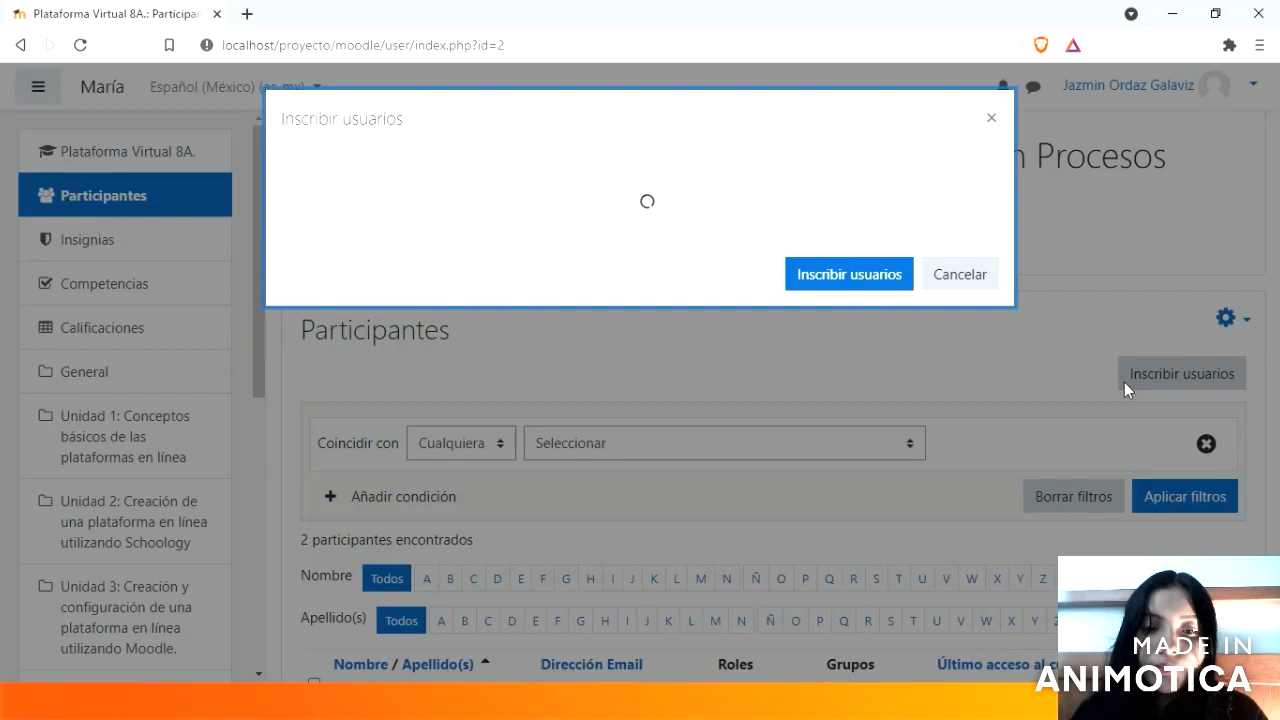 Plataforma Virtual 8A.: Participan
localhost/proyecto/moodle/user/index.php?id=2
María
Español (México) (es_mx)
Jazmin Ordaz Galaviz
Inscribir usuarios
n Procesos
Inscribir usuarios
Cancelar
Plataforma Virtual 8A.
Participantes
Insignias
Competencias
Calificaciones
General
Unidad 1: Conceptos
básicos de las
plataformas en línea
Unidad 2: Creación de
una plataforma en línea
utilizando Schoology
Unidad 3: Creación y
configuración de una
plataforma en línea
utilizando Moodle.
Participantes
Inscribir usuarios
Coincidir con
Cualquiera
Seleccionar
Añadir condición
Borrar filtros
Aplicar filtros
2 participantes encontrados
Nombre
Todos A B C D E F G H I J K L M N Ñ O P Q R S T U V W X Y Z
Apellido(s)
Todos A B C D E F G H I J K L M N Ñ O P Q R S T U V W X Y
Nombre / Apellido(s)
Dirección Email
Roles
Grupos
Último acceso al cu
MADE IN
ANIMOTICA